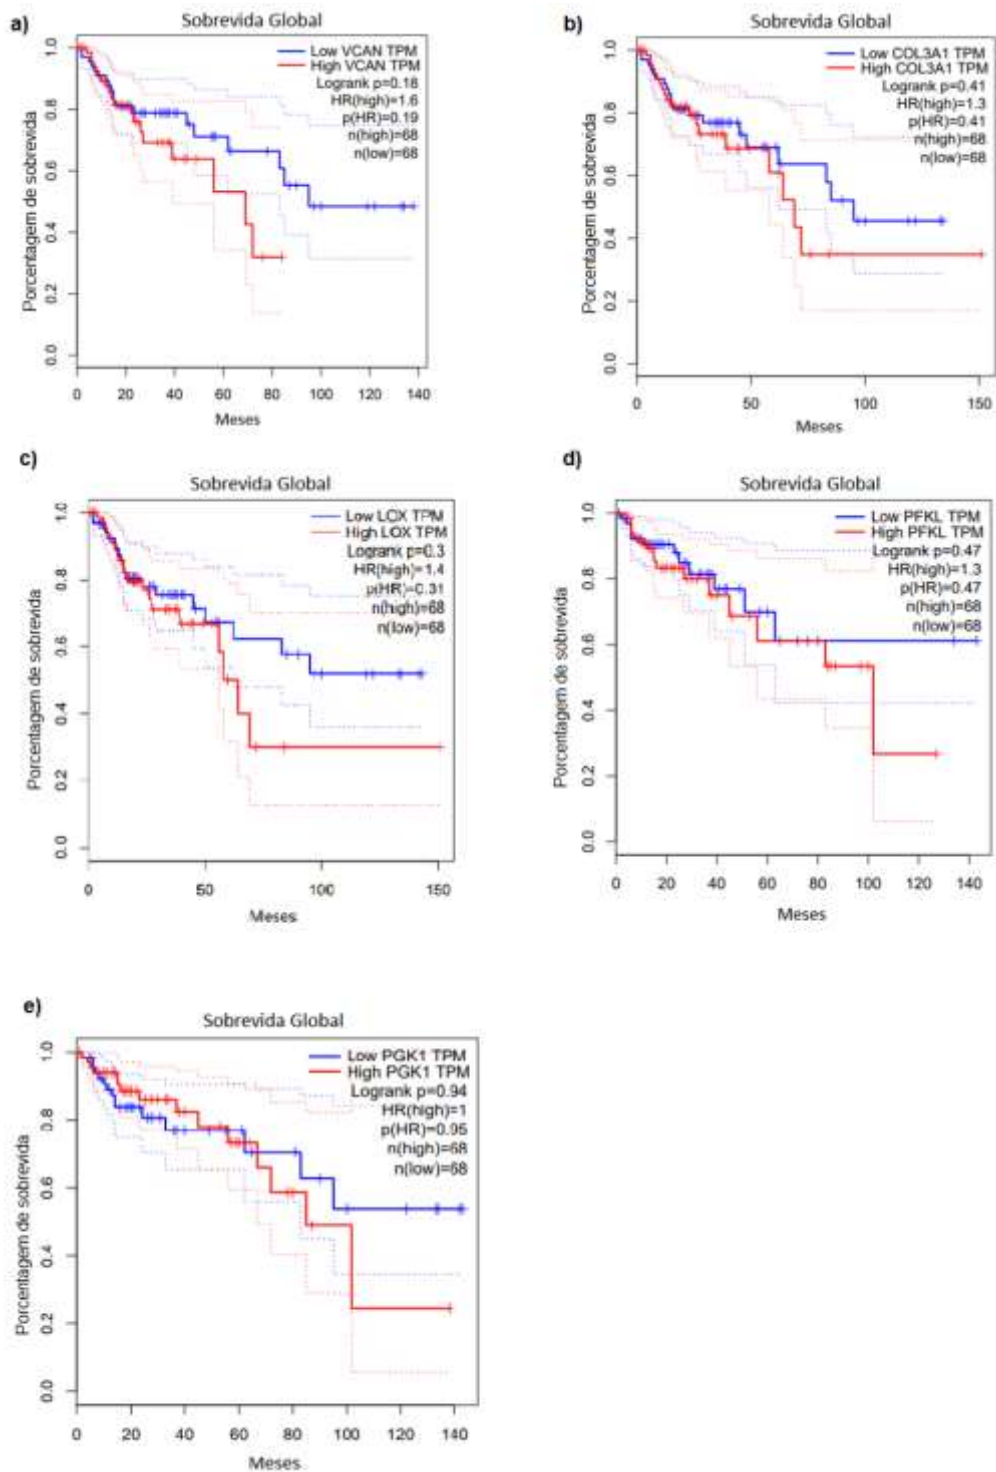 a)
Sobrevida Global
Low VCAN TPM
High VCAN TPM
Logrank p=0.18
HR(high)=1.6
p(HR)=0.19
n(high)=68
n(low)=68
Porcentagem de sobrevida
1.0
0.8
0.6
0.4
0.2
0.0
0 20 40 60 80 100 120 140
Meses
b)
Sobrevida Global
Low COL3A1 TPM
High COL3A1 TPM
Logrank p=0.41
HR(high)=1.3
p(HR)=0.41
n(high)=68
n(low)=68
Porcentagem de sobrevida
1.0
0.8
0.6
0.4
0.2
0.0
0 50 100 150
Meses
c)
Sobrevida Global
Low LOX TPM
High LOX TPM
Logrank p=0.3
HR(high)=1.4
p(HR)=0.31
n(high)=68
n(low)=68
Porcentagem de sobrevida
1.0
0.8
0.6
0.4
0.2
0.0
0 50 100 150
Meses
d)
Sobrevida Global
Low PFKL TPM
High PFKL TPM
Logrank p=0.47
HR(high)=1.3
p(HR)=0.47
n(high)=68
n(low)=68
Porcentagem de sobrevida
1.0
0.8
0.6
0.4
0.2
0.0
0 20 40 60 80 100 120 140
Meses
e)
Sobrevida Global
Low PGK1 TPM
High PGK1 TPM
Logrank p=0.94
HR(high)=1
p(HR)=0.95
n(high)=68
n(low)=68
Porcentagem de sobrevida
1.0
0.8
0.6
0.4
0.2
0.0
0 20 40 60 80 100 120 140
Meses